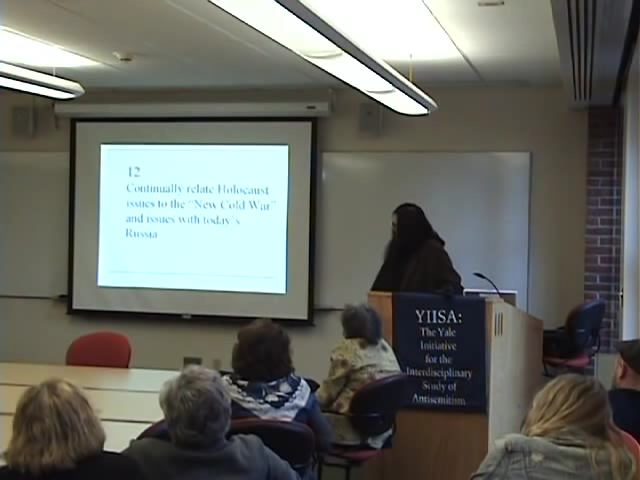 12
Continually relate Holocaust
issues to the "New Cold War"
and issues with today's
Russia
YIISA:
The Yale
Initiative
for the
Interdisciplinary
Study of
Antisemitism